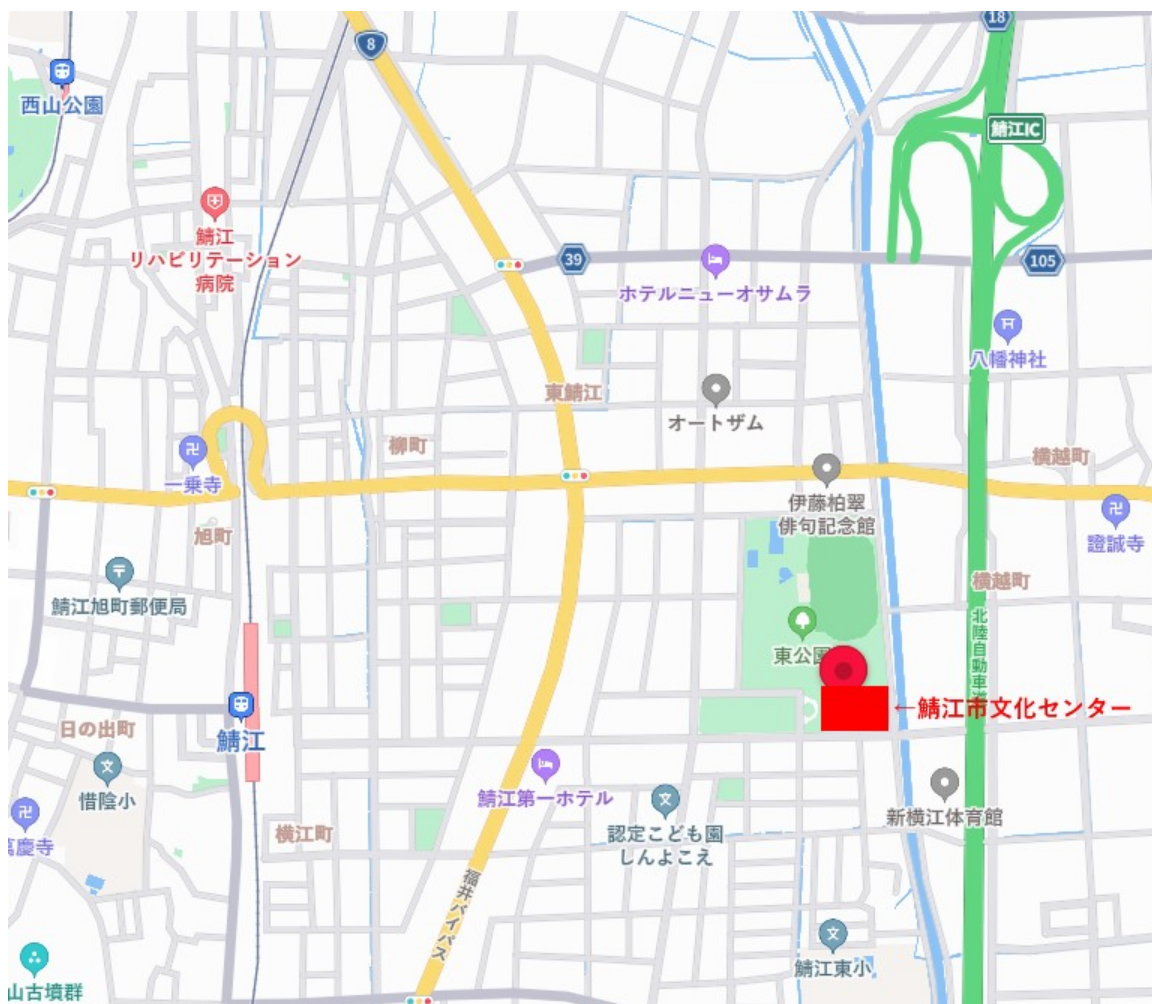 18
8
西山公園
鯖江IC
鯖江
リハビリテーション
病院
39
105
ホテルニューオサムラ
八幡神社
東鯖江
オートザム
柳町
横越町
一乗寺
伊藤柏翠
俳句記念館
旭町
證誠寺
横越町
鯖江旭町郵便局
北陸自動車道
東公園
←鯖江市文化センター
日の出町
鯖江
惜陰小
鯖江第一ホテル
認定こども園
しんよこえ
新横江体育館
横江町
萬慶寺
福井バイパス
鯖江東小
山古墳群